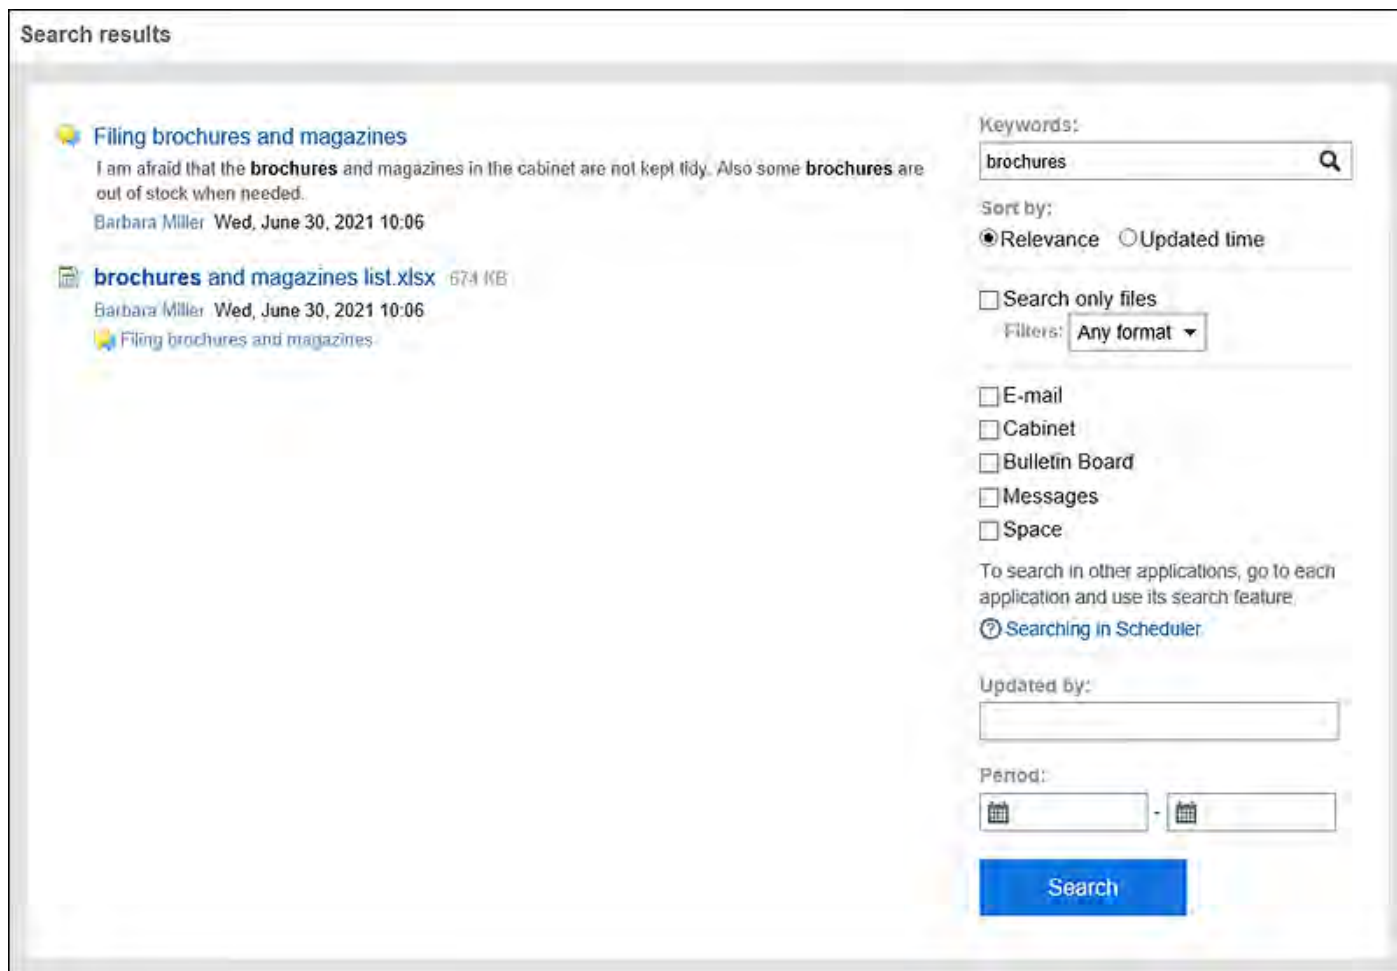 Search results
Filing brochures and magazines
I am afraid that the brochures and magazines in the cabinet are not kept tidy. Also some brochures are
out of stock when needed.
Barbara Miller Wed, June 30, 2021 10:06
brochures and magazines list.xlsx 674 KB
Barbara Miller Wed, June 30, 2021 10:06
Filing brochures and magazines
Keywords:
brochures
Sort by:
Relevance Updated time
Search only files
Filters: Any format
E-mail
Cabinet
Bulletin Board
Messages
Space
To search in other applications, go to each
application and use its search feature.
Searching in Scheduler
Updated by:
Period:
-
Search